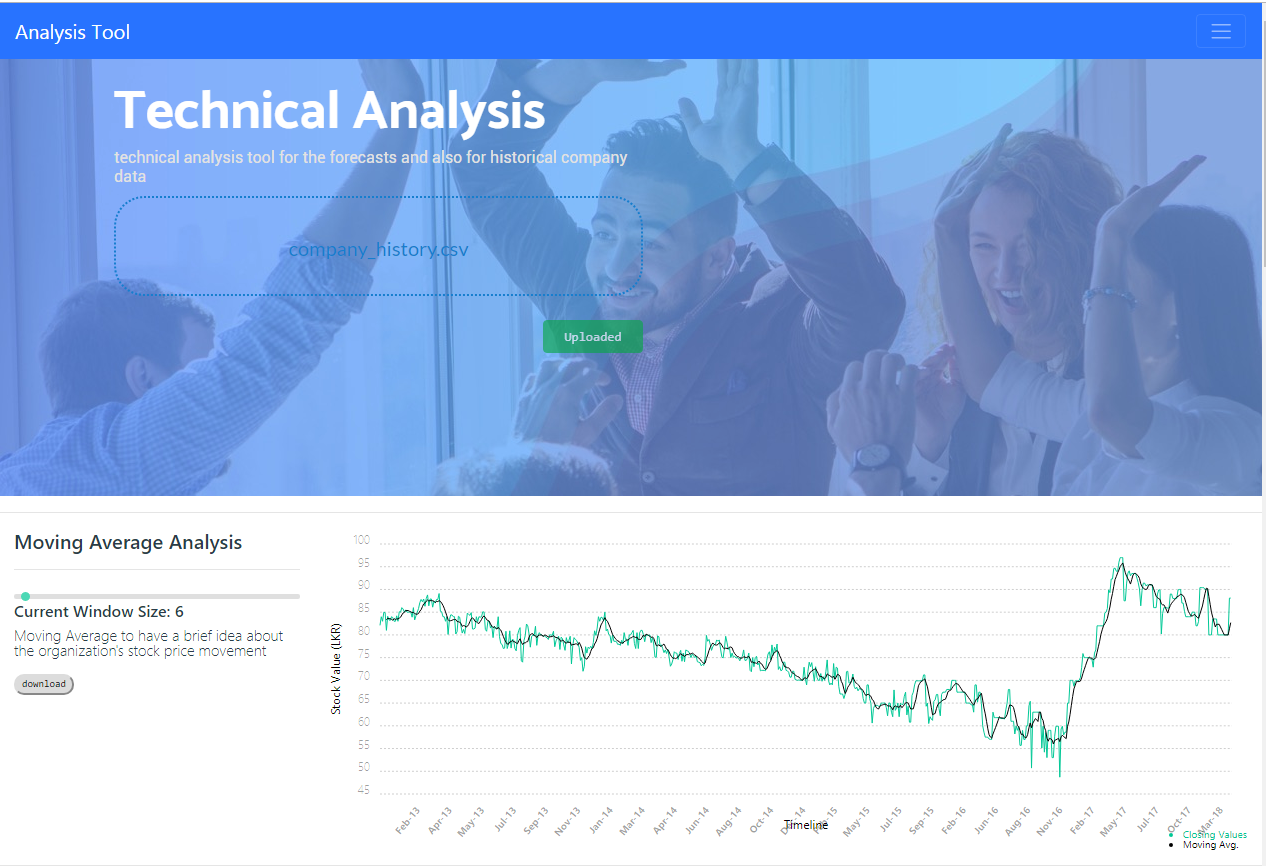 Analysis Tool
Technical Analysis
technical analysis tool for the forecasts and also for historical company
data
company_history.csv
Uploaded
Moving Average Analysis
Current Window Size: 6
Moving Average to have a brief idea about
the organization's stock price movement
download
Stock Value (LKR)
100
95
90
85
80
75
70
65
60
55
50
45
Feb-13 Apr-13 May-13 Jul-13 Sep-13 Nov-13 Jan-14 Mar-14 Apr-14 Jun-14 Aug-14 Oct-14 Dec-14 Feb-15 May-15 Jul-15 Sep-15 Feb-16 Jun-16 Aug-16 Nov-16 Feb-17 May-17 Jul-17 Oct-17 Mar-18
Timeline
Closing Values
Moving Avg.